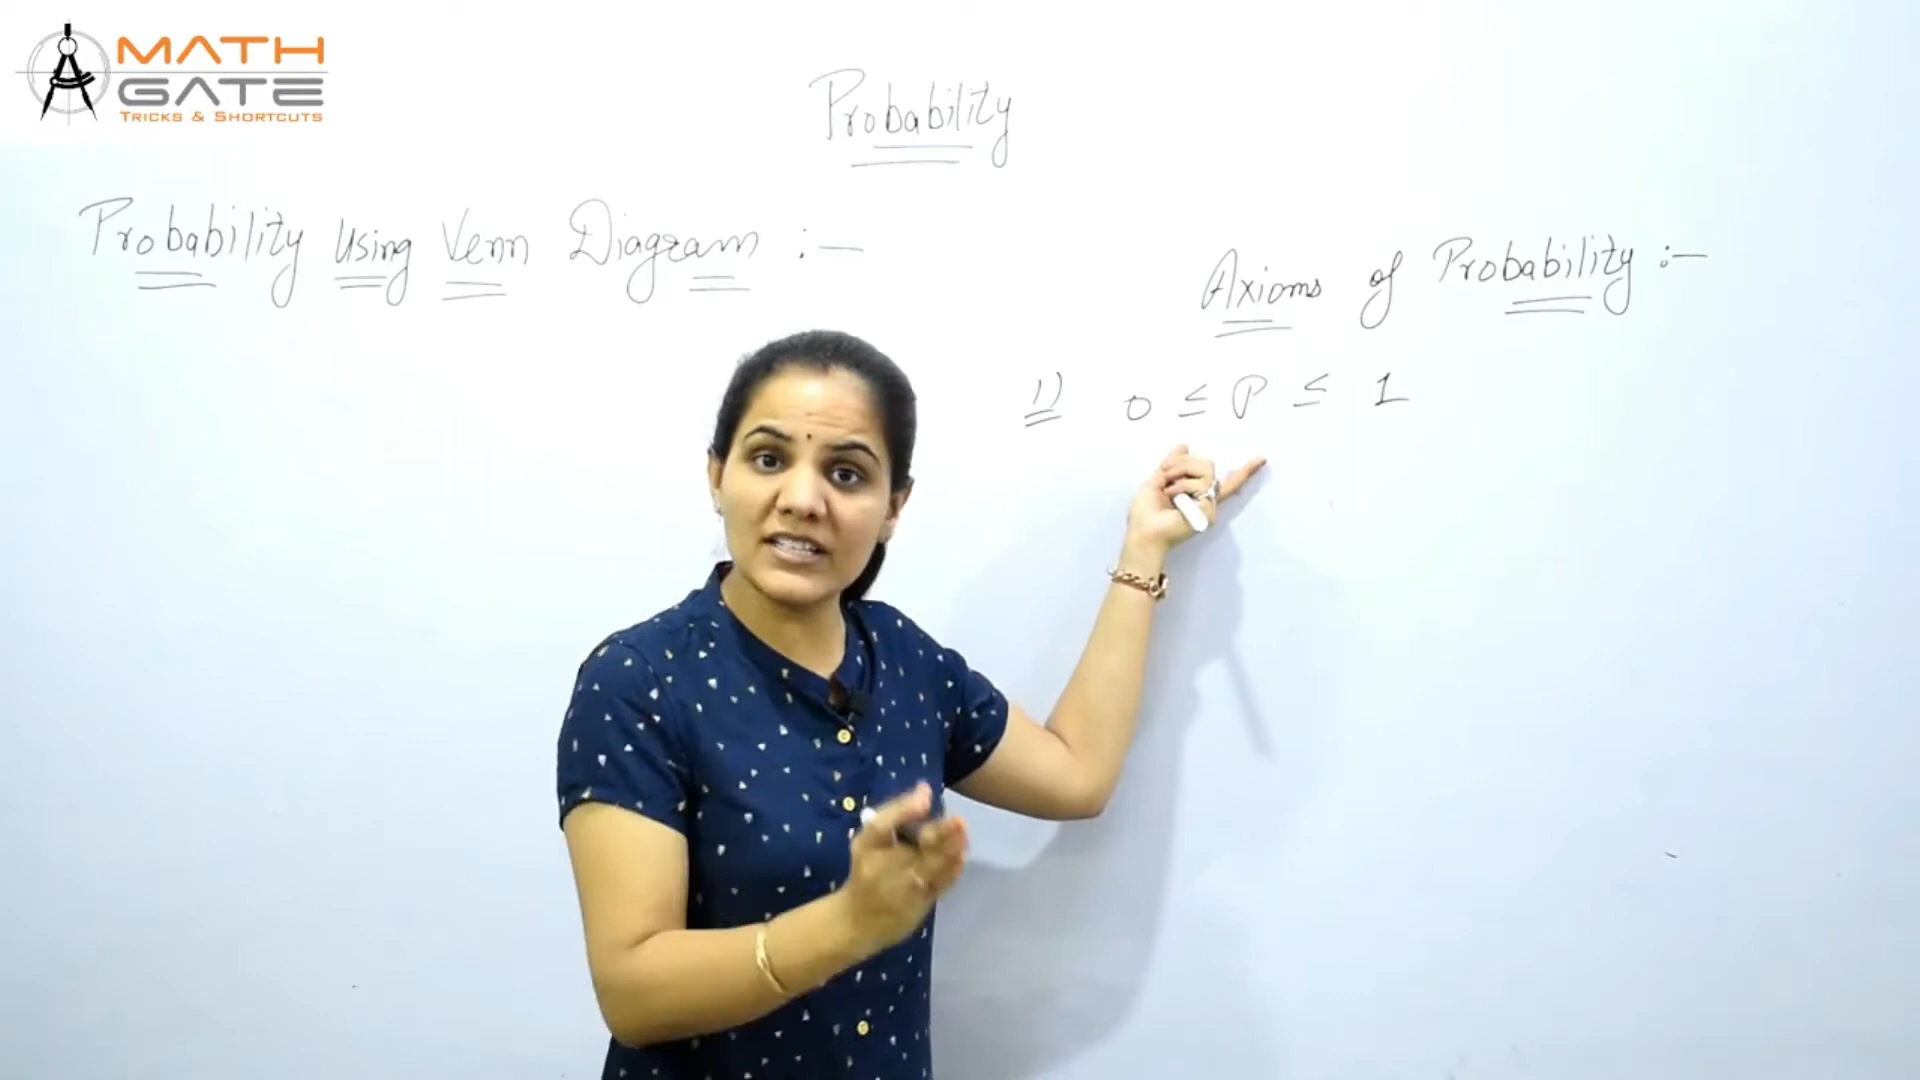 MATH
GATE
TRICKS & SHORTCUTS
Probability
Probability Using Venn Diagram :-
Axioms of Probability :-
1) 0 ≤ P ≤ 1